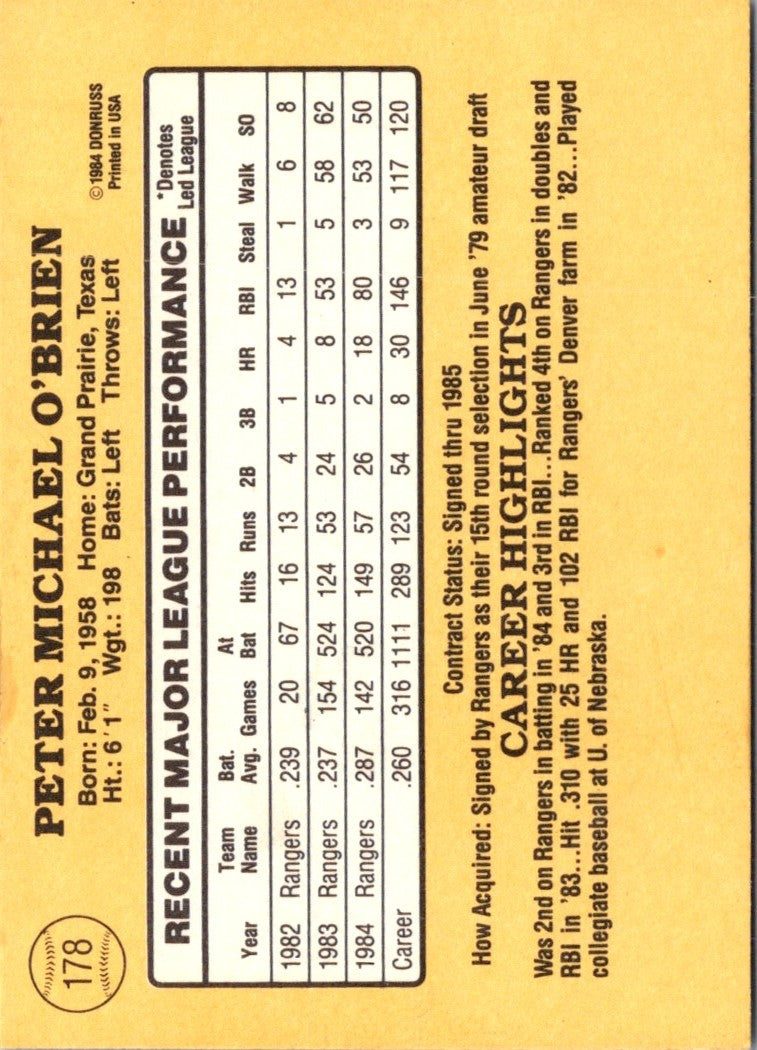 178
PETER MICHAEL O'BRIEN
Born: Feb. 9, 1958 Home: Grand Prairie, Texas
Ht.: 6'1" Wgt.: 198 Bats: Left Throws: Left
©1984 DONRUSS
Printed in USA
RECENT MAJOR LEAGUE PERFORMANCE
*Denotes
Led League
Year Team Name Bat. Avg. Games At Bat Hits Runs 2B 3B HR RBI Steal Walk SO
1982 Rangers .239 20 67 16 13 4 1 4 13 1 6 8
1983 Rangers .237 154 524 124 53 24 5 8 53 5 58 62
1984 Rangers .287 142 520 149 57 26 2 18 80 3 53 50
Career .260 316 1111 289 123 54 8 30 146 9 117 120
Contract Status: Signed thru 1985
How Acquired: Signed by Rangers as their 15th round selection in June '79 amateur draft
CAREER HIGHLIGHTS
Was 2nd on Rangers in batting in '84 and 3rd in RBI...Ranked 4th on Rangers in doubles and
RBI in '83...Hit .310 with 25 HR and 102 RBI for Rangers' Denver farm in '82...Played
collegiate baseball at U. of Nebraska.